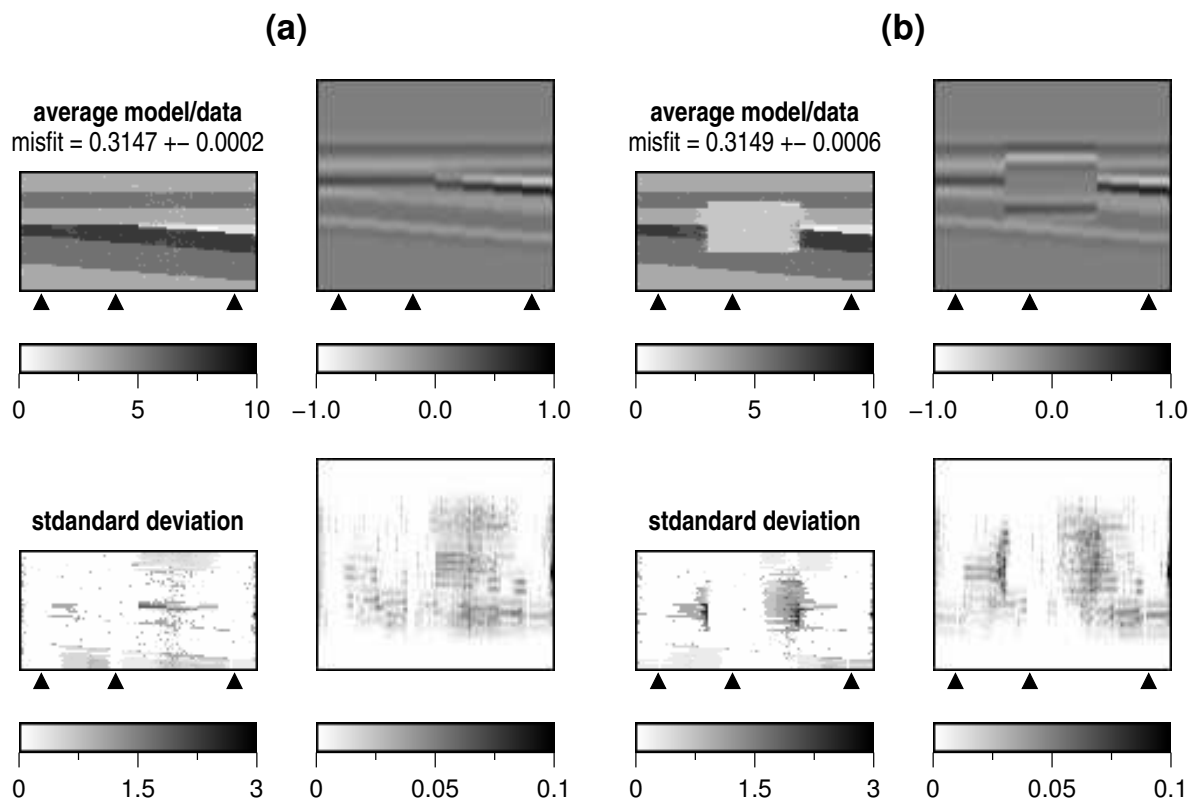 (a) (b)
average model/data average model/data
misfit = 0.3147 +− 0.0002 misfit = 0.3149 +− 0.0006
0 5 10 −1.0 0.0 1.0 0 5 10 −1.0 0.0 1.0
stdandard deviation stdandard deviation
0 1.5 3 0 0.05 0.1 0 1.5 3 0 0.05 0.1